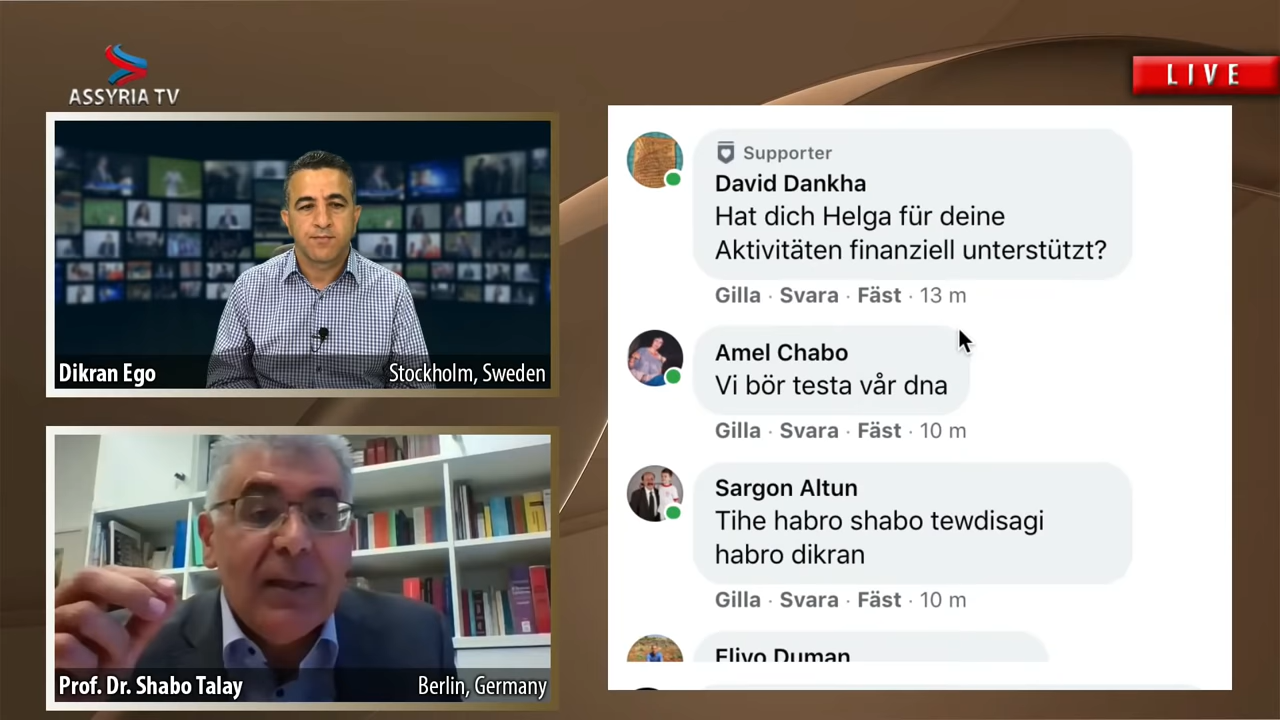 ASSYRIA TV
LIVE
Dikran Ego
Stockholm, Sweden
Prof. Dr. Shabo Talay
Berlin, Germany
Supporter
David Dankha
Hat dich Helga für deine
Aktivitäten finanziell unterstützt?
Gilla · Svara · Fäst · 13 m
Amel Chabo
Vi bör testa vår dna
Gilla · Svara · Fäst · 10 m
Sargon Altun
Tihe habro shabo tewdisagi
habro dikran
Gilla · Svara · Fäst · 10 m
Elivo Duman